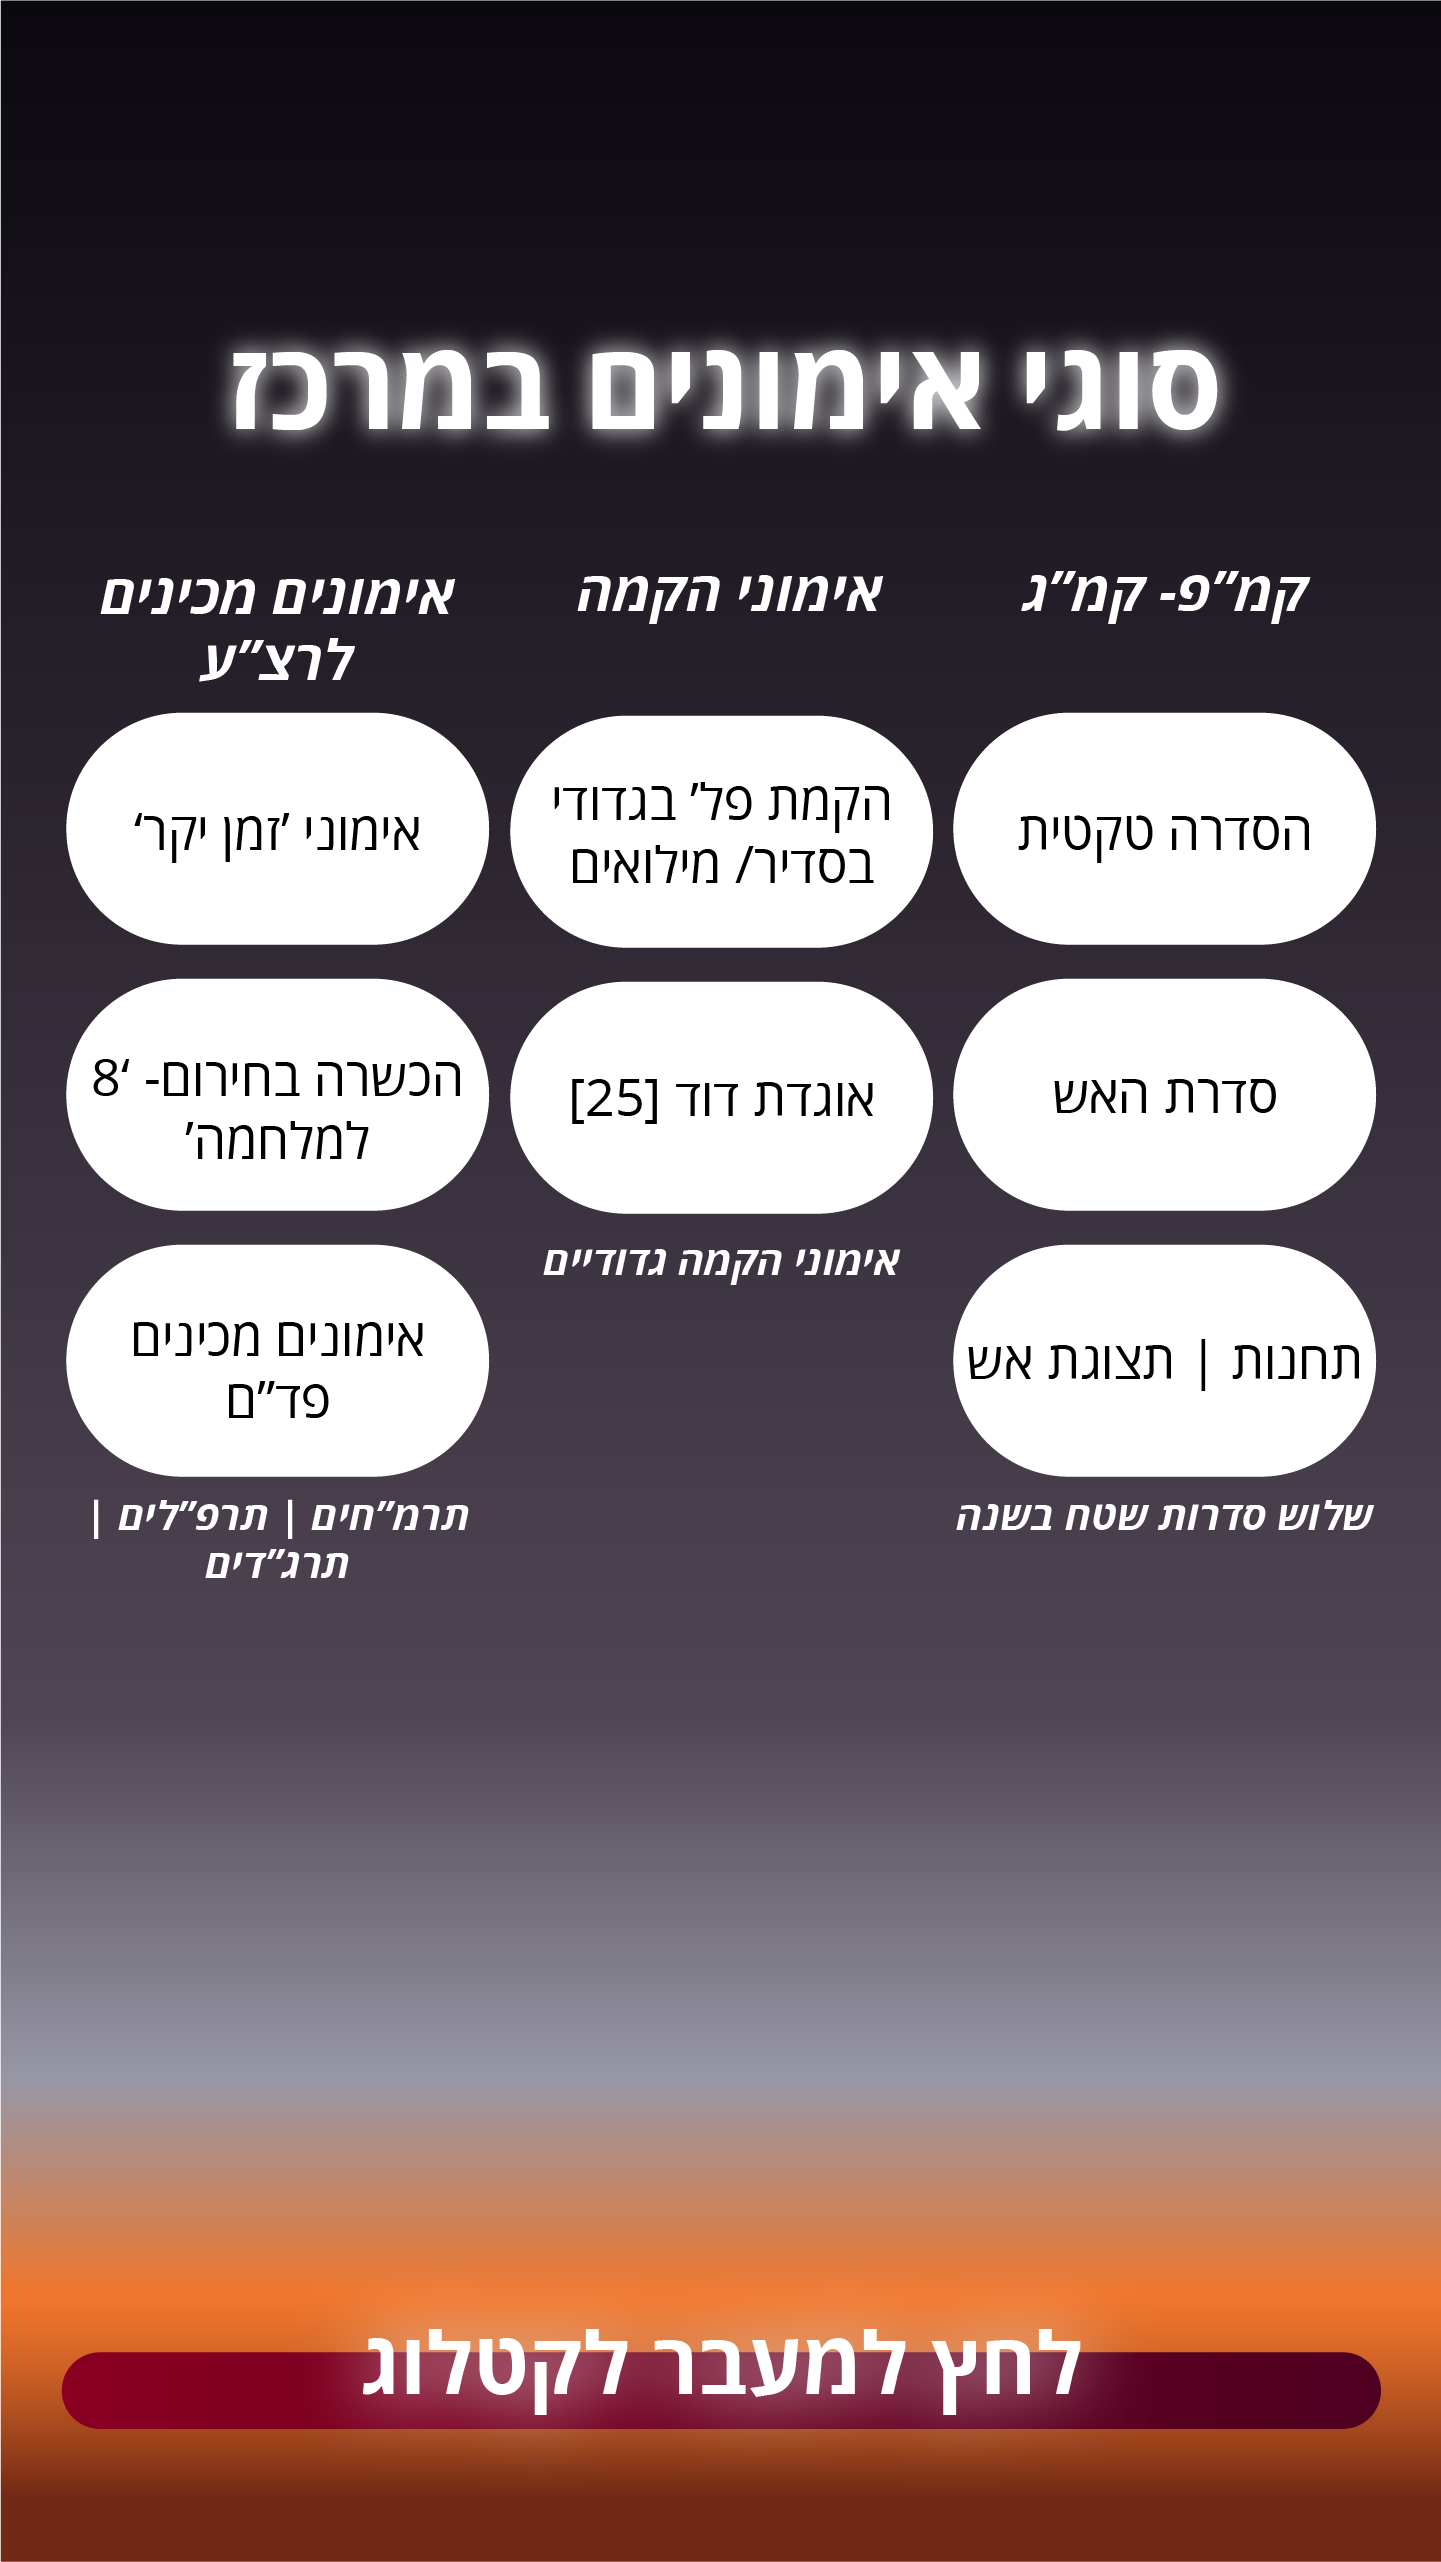 סוגי אימונים במרכז
קמ”פ- קמ”ג
הסדרה טקטית
סדרת האש
תחנות | תצוגת אש
שלוש סדרות שטח בשנה
אימוני הקמה
הקמת פל’ בגדודי
בסדיר/ מילואים
אוגדת דוד [25]
אימוני הקמה גדודיים
אימונים מכינים
לרצ”ע
אימוני ’זמן יקר‘
הכשרה בחירום- ‘8
למלחמה’
אימונים מכינים
פד”ם
תרמ”חים | תרפ”לים |
תרג”דים
לחץ למעבר לקטלוג